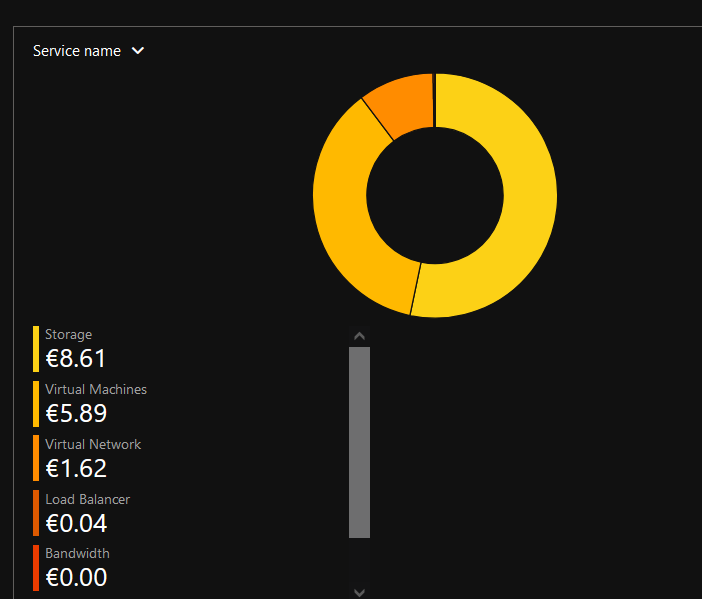 Service name
Storage
€8.61
Virtual Machines
€5.89
Virtual Network
€1.62
Load Balancer
€0.04
Bandwidth
€0.00